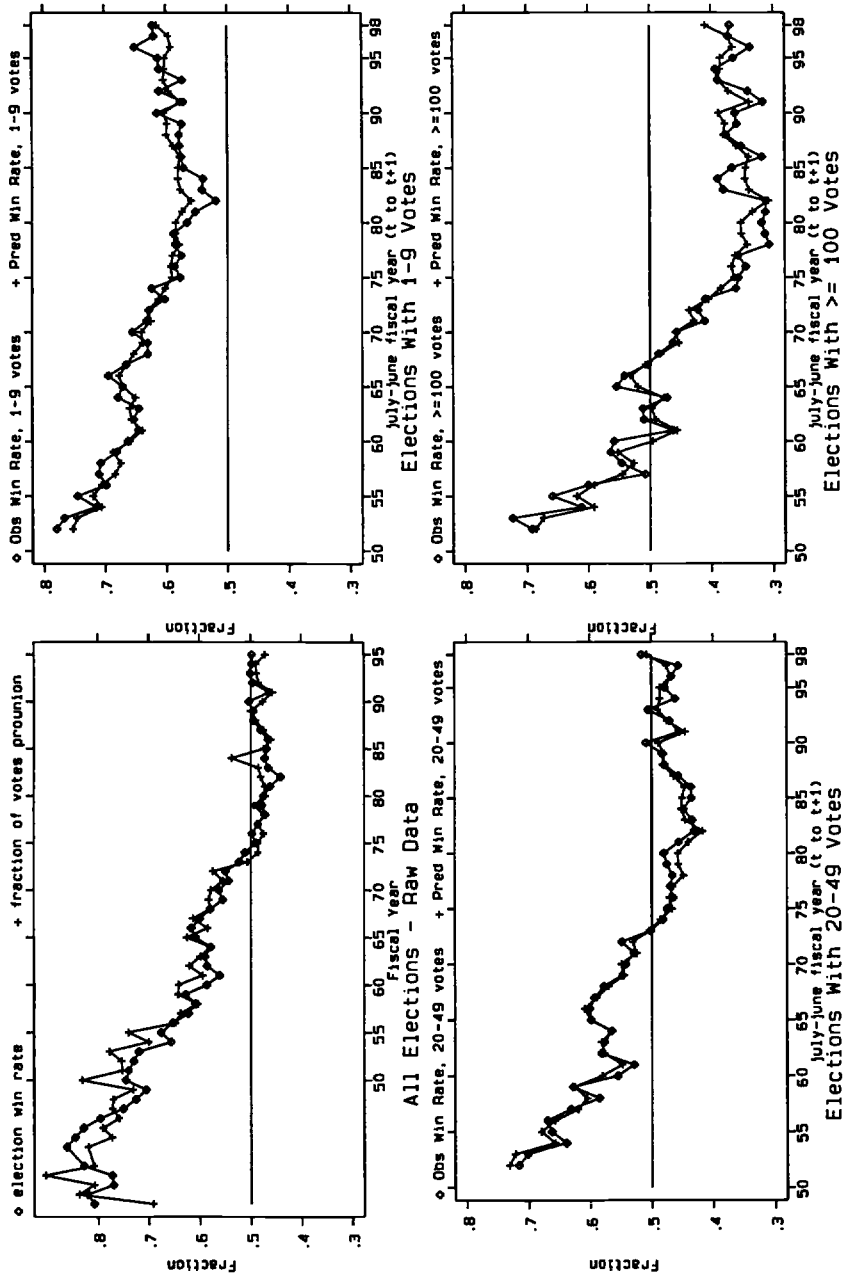 ◇ election win rate + fraction of votes prounion
Fraction
.8
.7
.6
.5
.4
.3
50 55 60 65 70 75 80 85 90 95
Fiscal Year
All Elections - Raw Data
◇ Obs Win Rate, 1-9 votes + Pred Win Rate, 1-9 votes
Fraction
.8
.7
.6
.5
.4
.3
50 55 60 65 70 75 80 85 90 95 98
july-june fiscal year (t to t+1)
Elections With 1-9 Votes
◇ Obs Win Rate, 20-49 votes + Pred Win Rate, 20-49 votes
Fraction
.8
.7
.6
.5
.4
.3
50 55 60 65 70 75 80 85 90 95 98
july-june fiscal year (t to t+1)
Elections With 20-49 Votes
◇ Obs Win Rate, >=100 votes + Pred Win Rate, >=100 votes
Fraction
.8
.7
.6
.5
.4
.3
50 55 60 65 70 75 80 85 90 95 98
july-june fiscal year (t to t+1)
Elections With >= 100 Votes